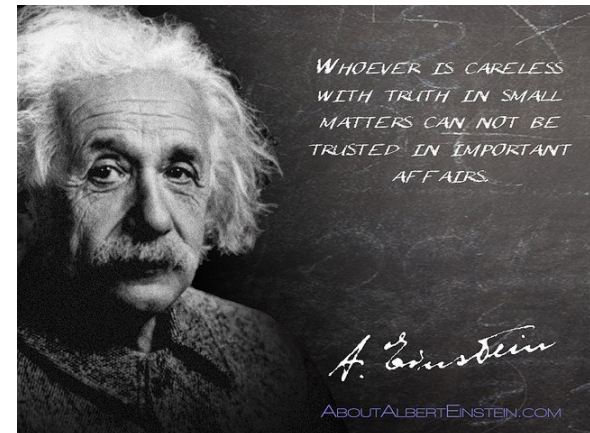 WHOEVER IS CARELESS
WITH TRUTH IN SMALL
MATTERS CAN NOT BE
TRUSTED IN IMPORTANT
AFFAIRS.
A. Einstein
ABOUTALBERTEINSTEIN.COM